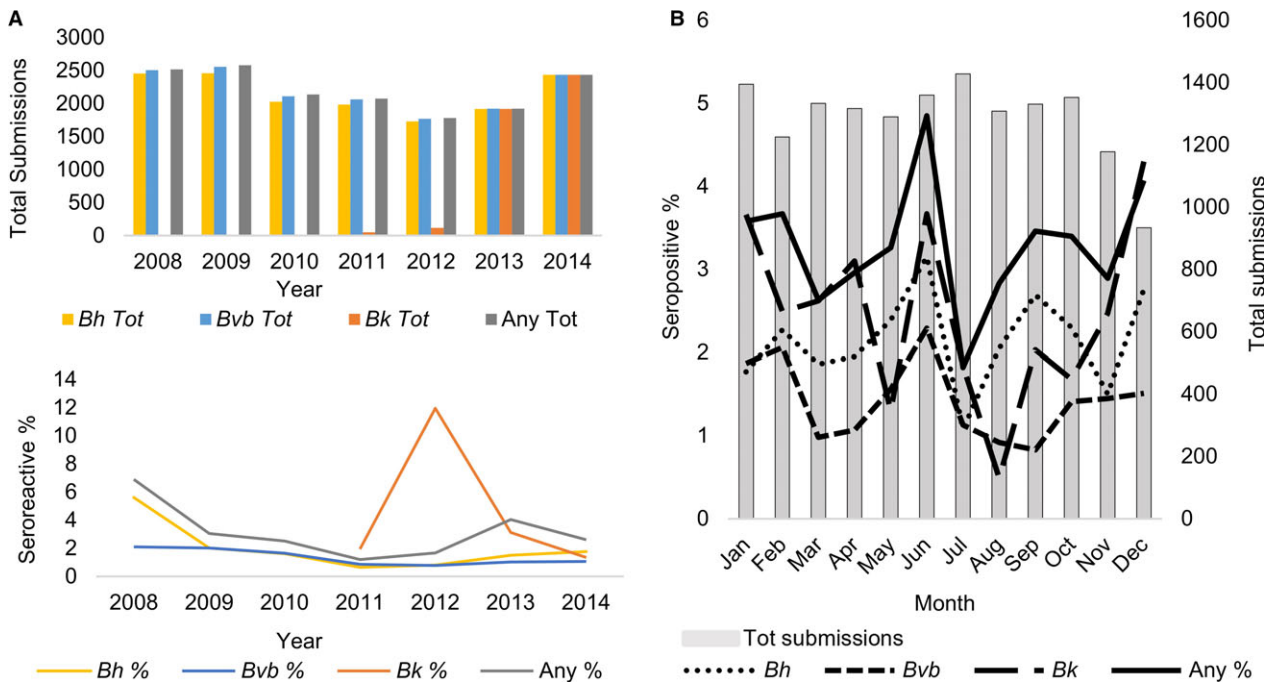 A
Total Submissions
3000
2500
2000
1500
1000
500
0
2008 2009 2010 2011 2012 2013 2014
Year
Bh Tot Bvb Tot Bk Tot Any Tot
Seroreactive %
14
12
10
8
6
4
2
0
2008 2009 2010 2011 2012 2013 2014
Year
Bh % Bvb % Bk % Any %
B
Seropositive %
6
5
4
3
2
1
0
1600
1400
1200
1000
800
600
400
200
0
Total submissions
Jan Feb Mar Apr May Jun Jul Aug Sep Oct Nov Dec
Month
Tot submissions
Bh Bvb Bk Any %